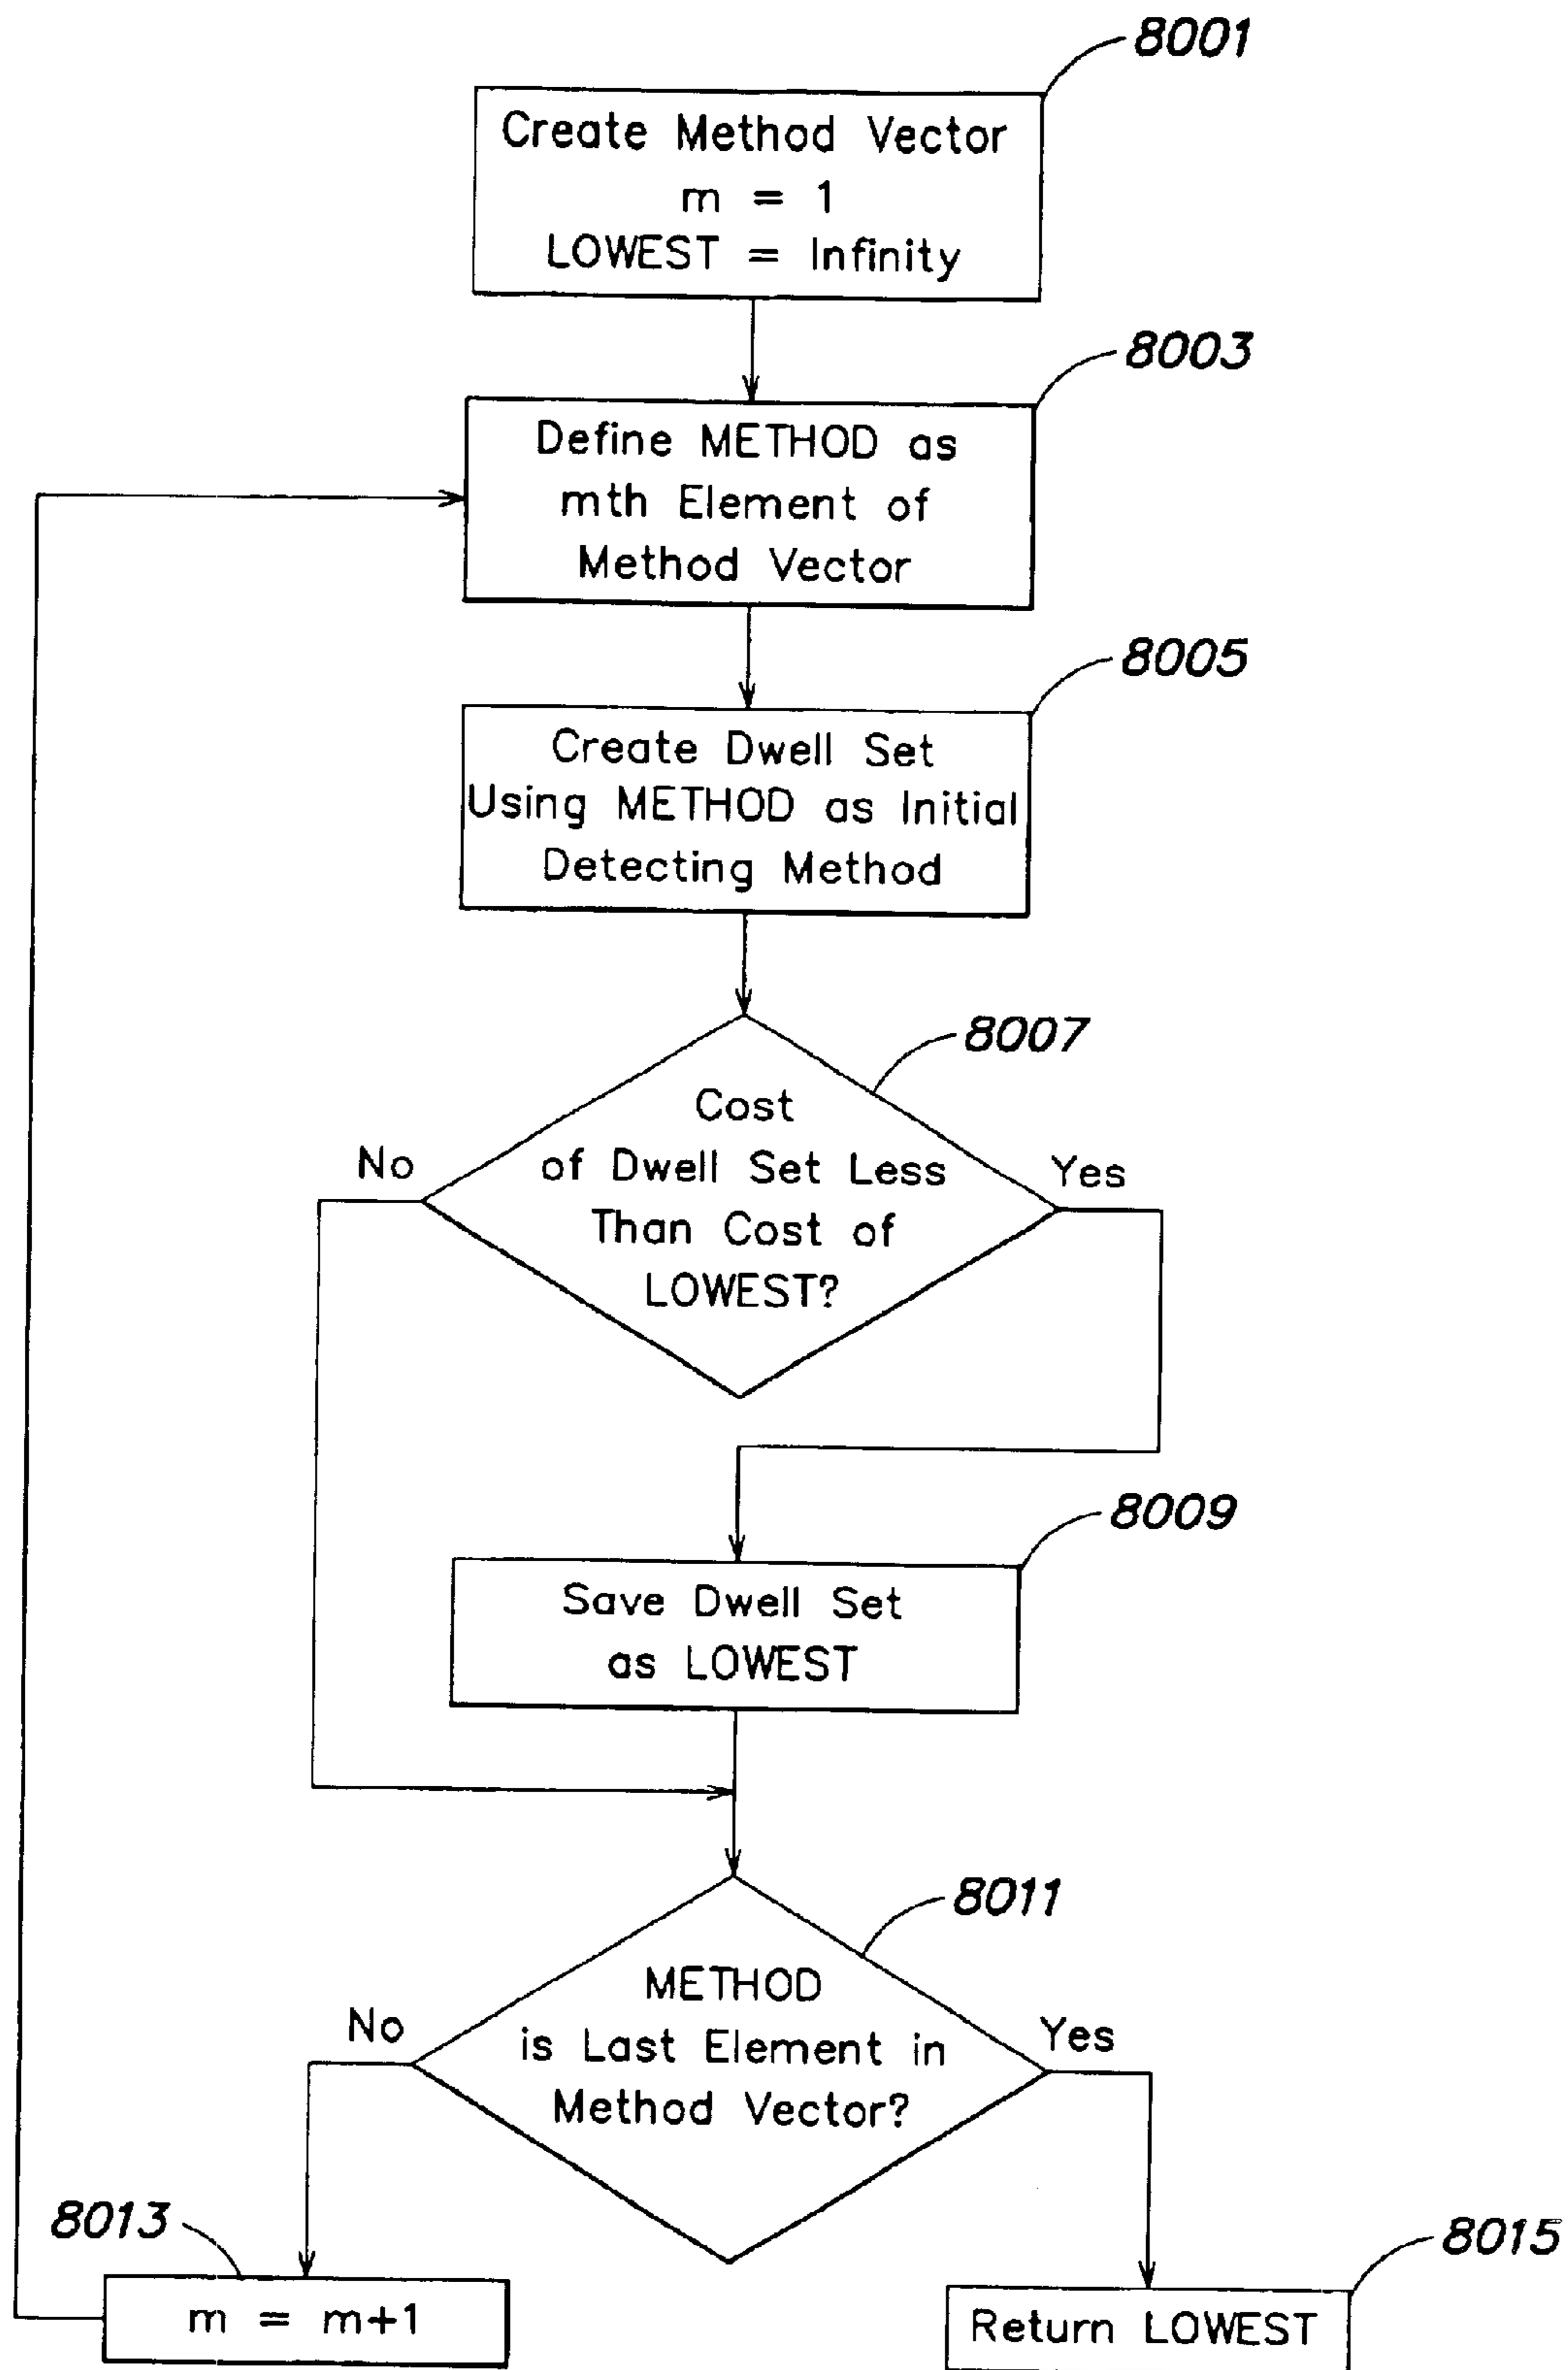 8001
Create Method Vector
m = 1
LOWEST = Infinity
8003
Define METHOD as
mth Element of
Method Vector
8005
Create Dwell Set
Using METHOD as Initial
Detecting Method
8007
Cost
of Dwell Set Less
Than Cost of
LOWEST?
No
Yes
8009
Save Dwell Set
as LOWEST
8011
METHOD
is Last Element in
Method Vector?
No
Yes
8013
m = m+1
8015
Return LOWEST